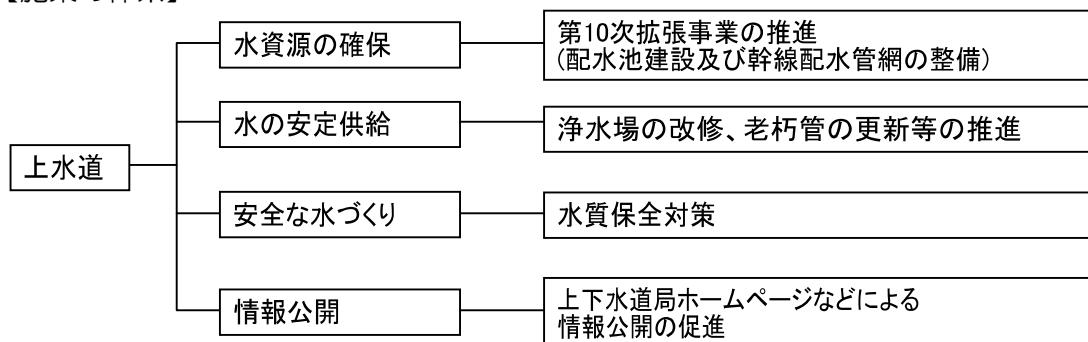 水資源の確保
第10次拡張事業の推進
(配水池建設及び幹線配水管網の整備)
水の安定供給
浄水場の改修、老朽管の更新等の推進
上水道
安全な水づくり
水質保全対策
情報公開
上下水道局ホームページなどによる
情報公開の促進